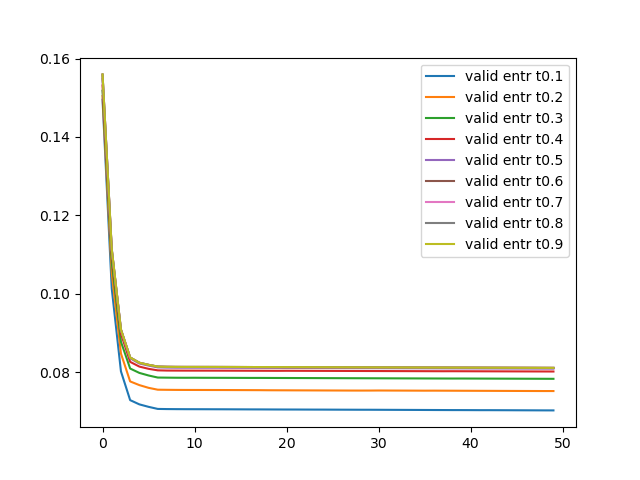 0.16
0.14
0.12
0.10
0.08
0
10
20
30
40
50
valid entr t0.1
valid entr t0.2
valid entr t0.3
valid entr t0.4
valid entr t0.5
valid entr t0.6
valid entr t0.7
valid entr t0.8
valid entr t0.9